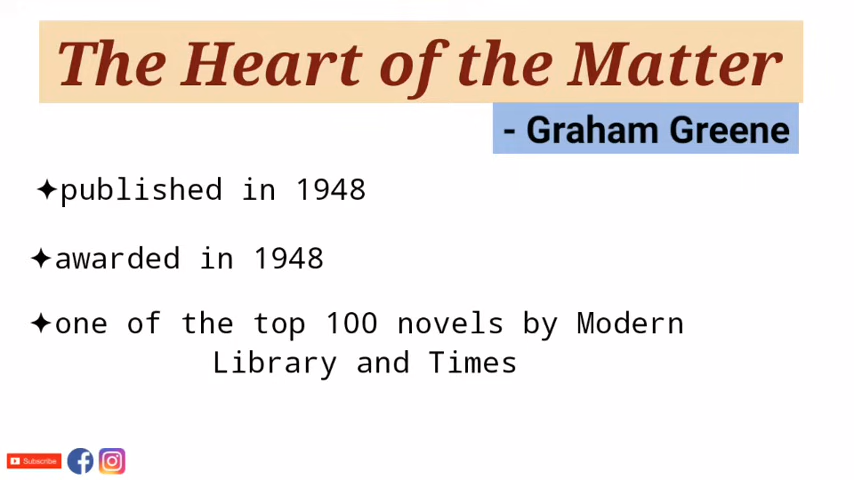 The Heart of the Matter
- Graham Greene
✦published in 1948
✦awarded in 1948
✦one of the top 100 novels by Modern
Library and Times
Subscribe